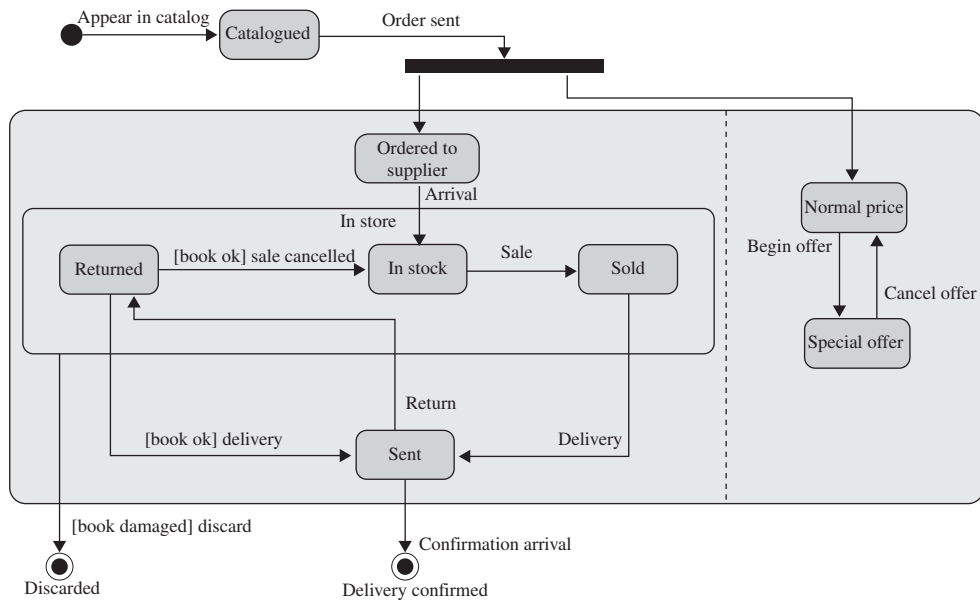 Appear in catalog
Catalogued
Order sent
Ordered to
supplier
Arrival
In store
Normal price
Begin offer
Cancel offer
Special offer
Returned
[book ok] sale cancelled
In stock
Sale
Sold
Return
[book ok] delivery
Sent
Delivery
[book damaged] discard
Confirmation arrival
Discarded
Delivery confirmed